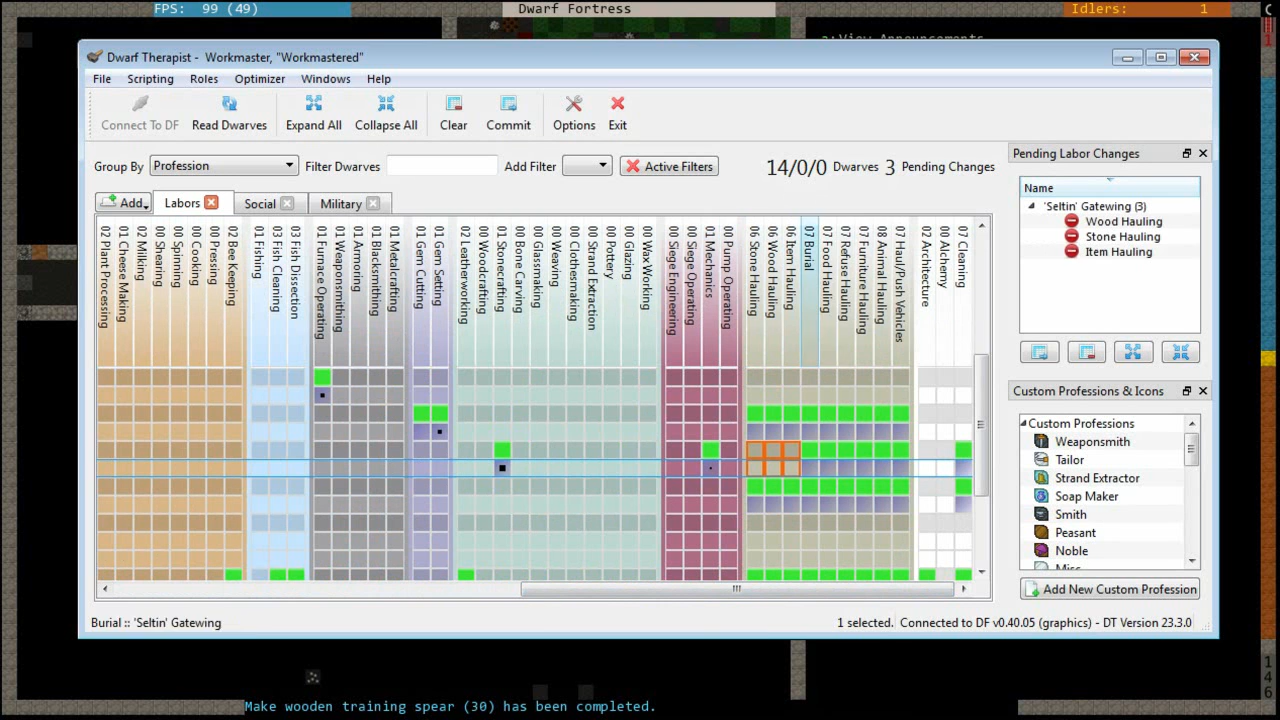 FPS: 99 (49)
Dwarf Fortress
Idlers: 1
a:View Announcements
Dwarf Therapist - Workmaster, "Workmastered"
File Scripting Roles Optimizer Windows Help
Connect To DF Read Dwarves Expand All Collapse All Clear Commit Options Exit
Group By Profession Filter Dwarves Add Filter Active Filters 14/0/0 Dwarves 3 Pending Changes
Add Labors Social Military
02 Plant Processing
01 Cheese Making
02 Milking
00 Shearing
00 Spinning
00 Cooking
00 Pressing
02 Bee Keeping
01 Fishing
03 Fish Cleaning
03 Fish Dissection
01 Furnace Operating
01 Weaponsmithing
01 Armoring
01 Blacksmithing
01 Metalcrafting
01 Gem Cutting
01 Gem Setting
02 Leatherworking
00 Woodcrafting
01 Stonecrafting
00 Bone Carving
00 Glassmaking
00 Weaving
00 Clothesmaking
00 Strand Extraction
00 Pottery
00 Glazing
00 Wax Working
00 Siege Engineering
00 Siege Operating
01 Mechanics
00 Pump Operating
06 Stone Hauling
06 Wood Hauling
06 Item Hauling
07 Burial
07 Food Hauling
07 Refuse Hauling
07 Furniture Hauling
08 Animal Hauling
07 Haul/Push Vehicles
02 Architecture
00 Alchemy
07 Cleaning
Pending Labor Changes
Name
'Seltin' Gatewing (3)
Wood Hauling
Stone Hauling
Item Hauling
Custom Professions & Icons
Custom Professions
Weaponsmith
Tailor
Strand Extractor
Soap Maker
Smith
Peasant
Noble
Misc
Add New Custom Profession
Burial :: 'Seltin' Gatewing
1 selected. Connected to DF v0.40.05 (graphics) - DT Version 23.3.0
Make wooden training spear (30) has been completed.
1
4
6